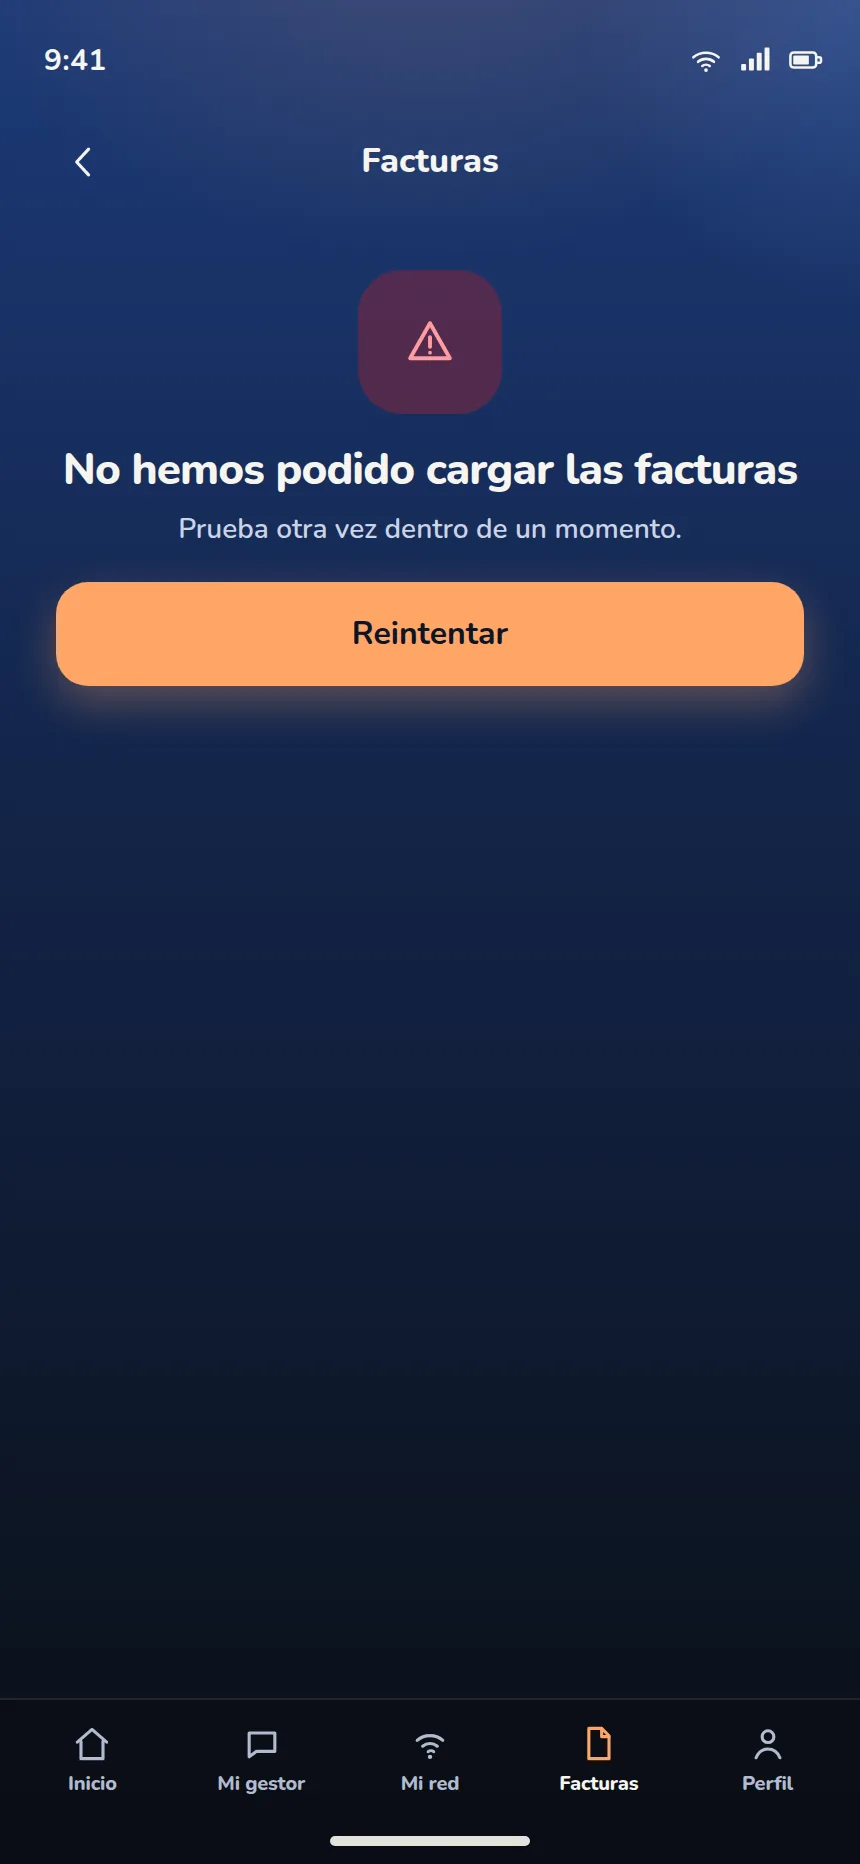 9:41
Facturas
No hemos podido cargar las facturas
Prueba otra vez dentro de un momento.
Reintentar
Inicio
Mi gestor
Mi red
Facturas
Perfil